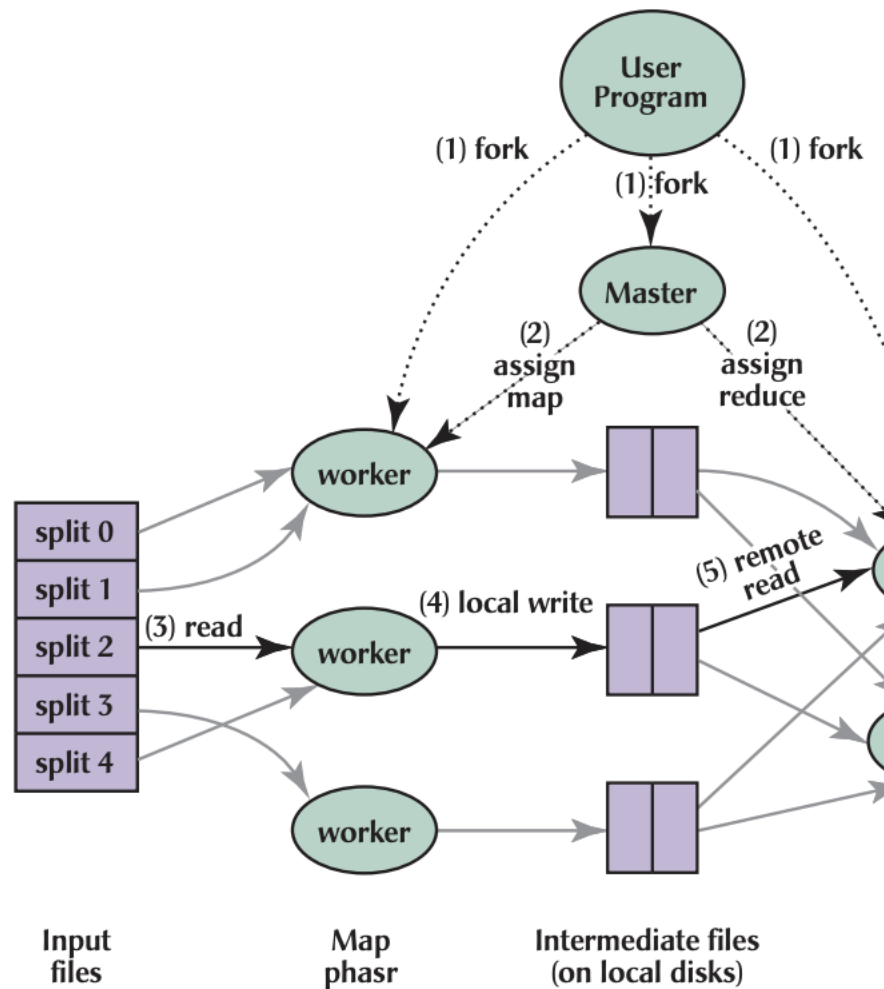 User
Program
(1) fork
(1) fork
(1) fork
Master
(2)
assign
map
(2)
assign
reduce
worker
split 0
split 1
split 2
split 3
split 4
(3) read
worker
(4) local write
(5) remote
read
worker
Input
files
Map
phasr
Intermediate files
(on local disks)